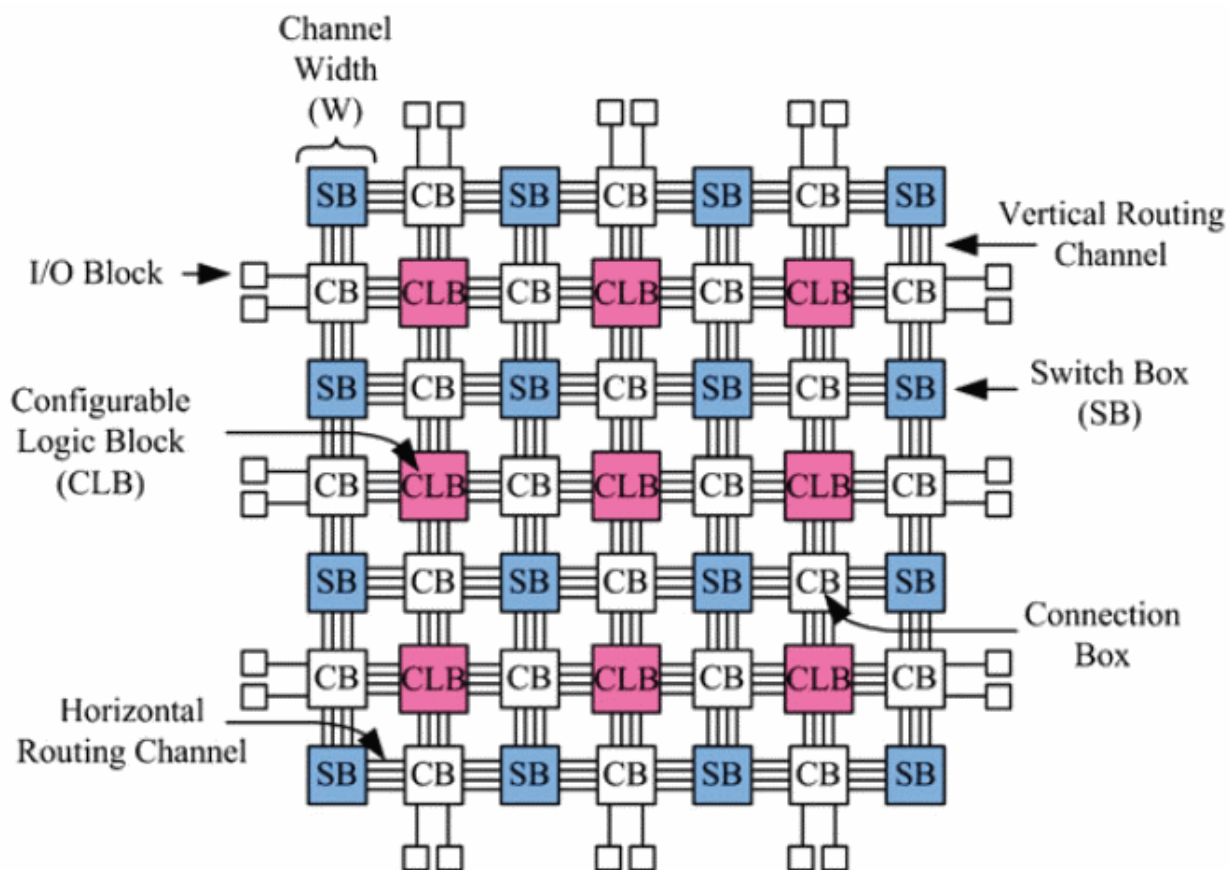 Channel
Width
(W)
SB CB SB CB SB CB SB
Vertical Routing
Channel
I/O Block
CB CLB CB CLB CB CLB CB
SB CB SB CB SB CB SB
Switch Box
(SB)
Configurable
Logic Block
(CLB)
CB CLB CB CLB CB CLB CB
SB CB SB CB SB CB SB
Connection
Box
CB CLB CB CLB CB CLB CB
Horizontal
Routing Channel
SB CB SB CB SB CB SB